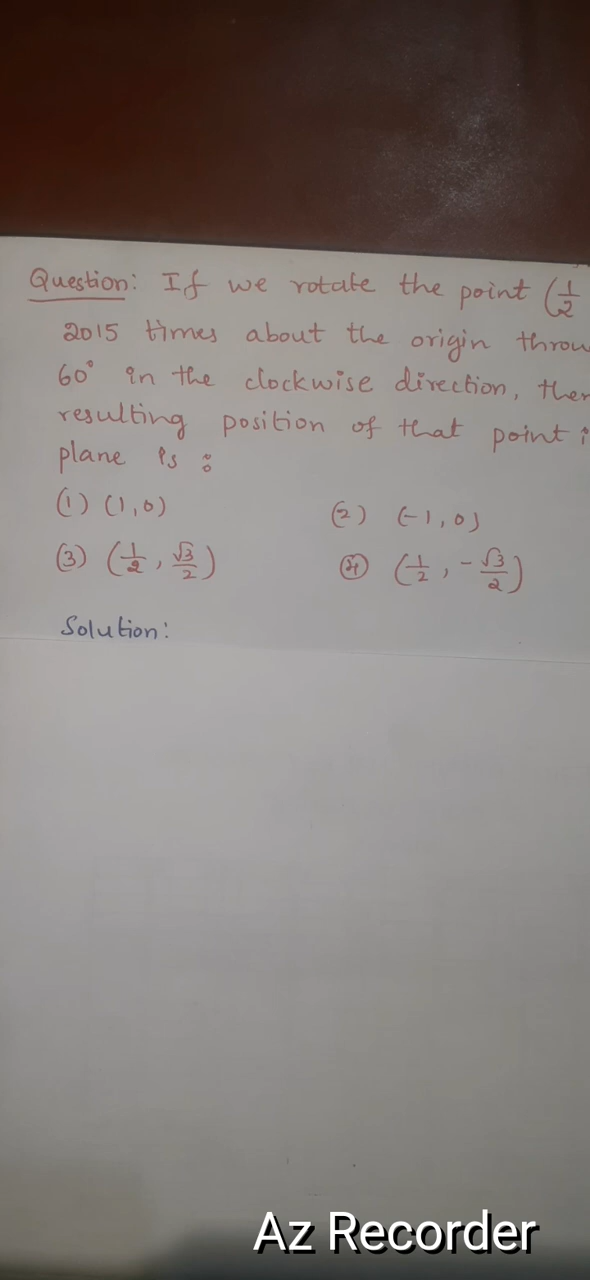 Question: If we rotate the point (1/2
2015 times about the origin throu
60° in the clockwise direction, then
resulting position of that point i
plane is :
(1) (1,0) (2) (-1,0)
(3) (1/2, √3/2) (4) (1/2, -√3/2)
Solution:
Az Recorder